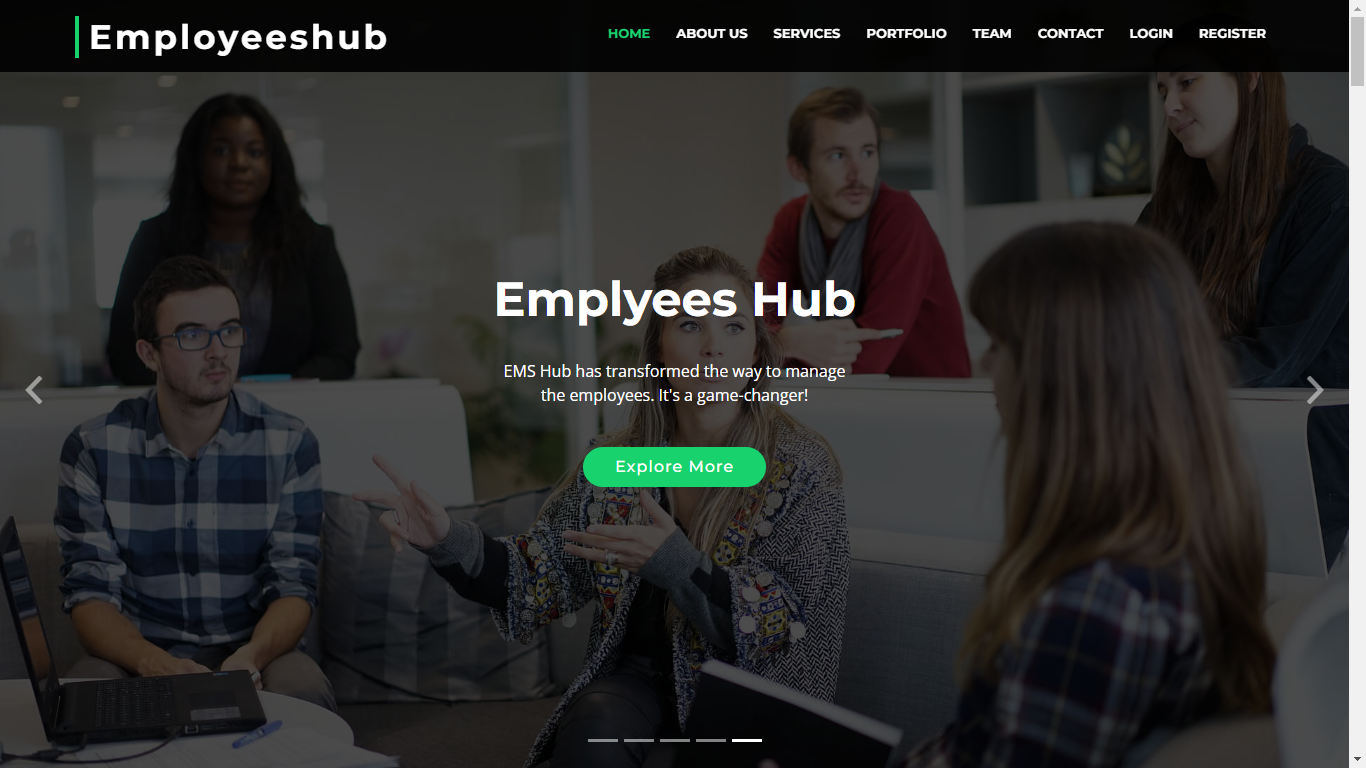 Employeeshub
HOME ABOUT US SERVICES PORTFOLIO TEAM CONTACT LOGIN REGISTER
Emplyees Hub
EMS Hub has transformed the way to manage
the employees. It's a game-changer!
Explore More